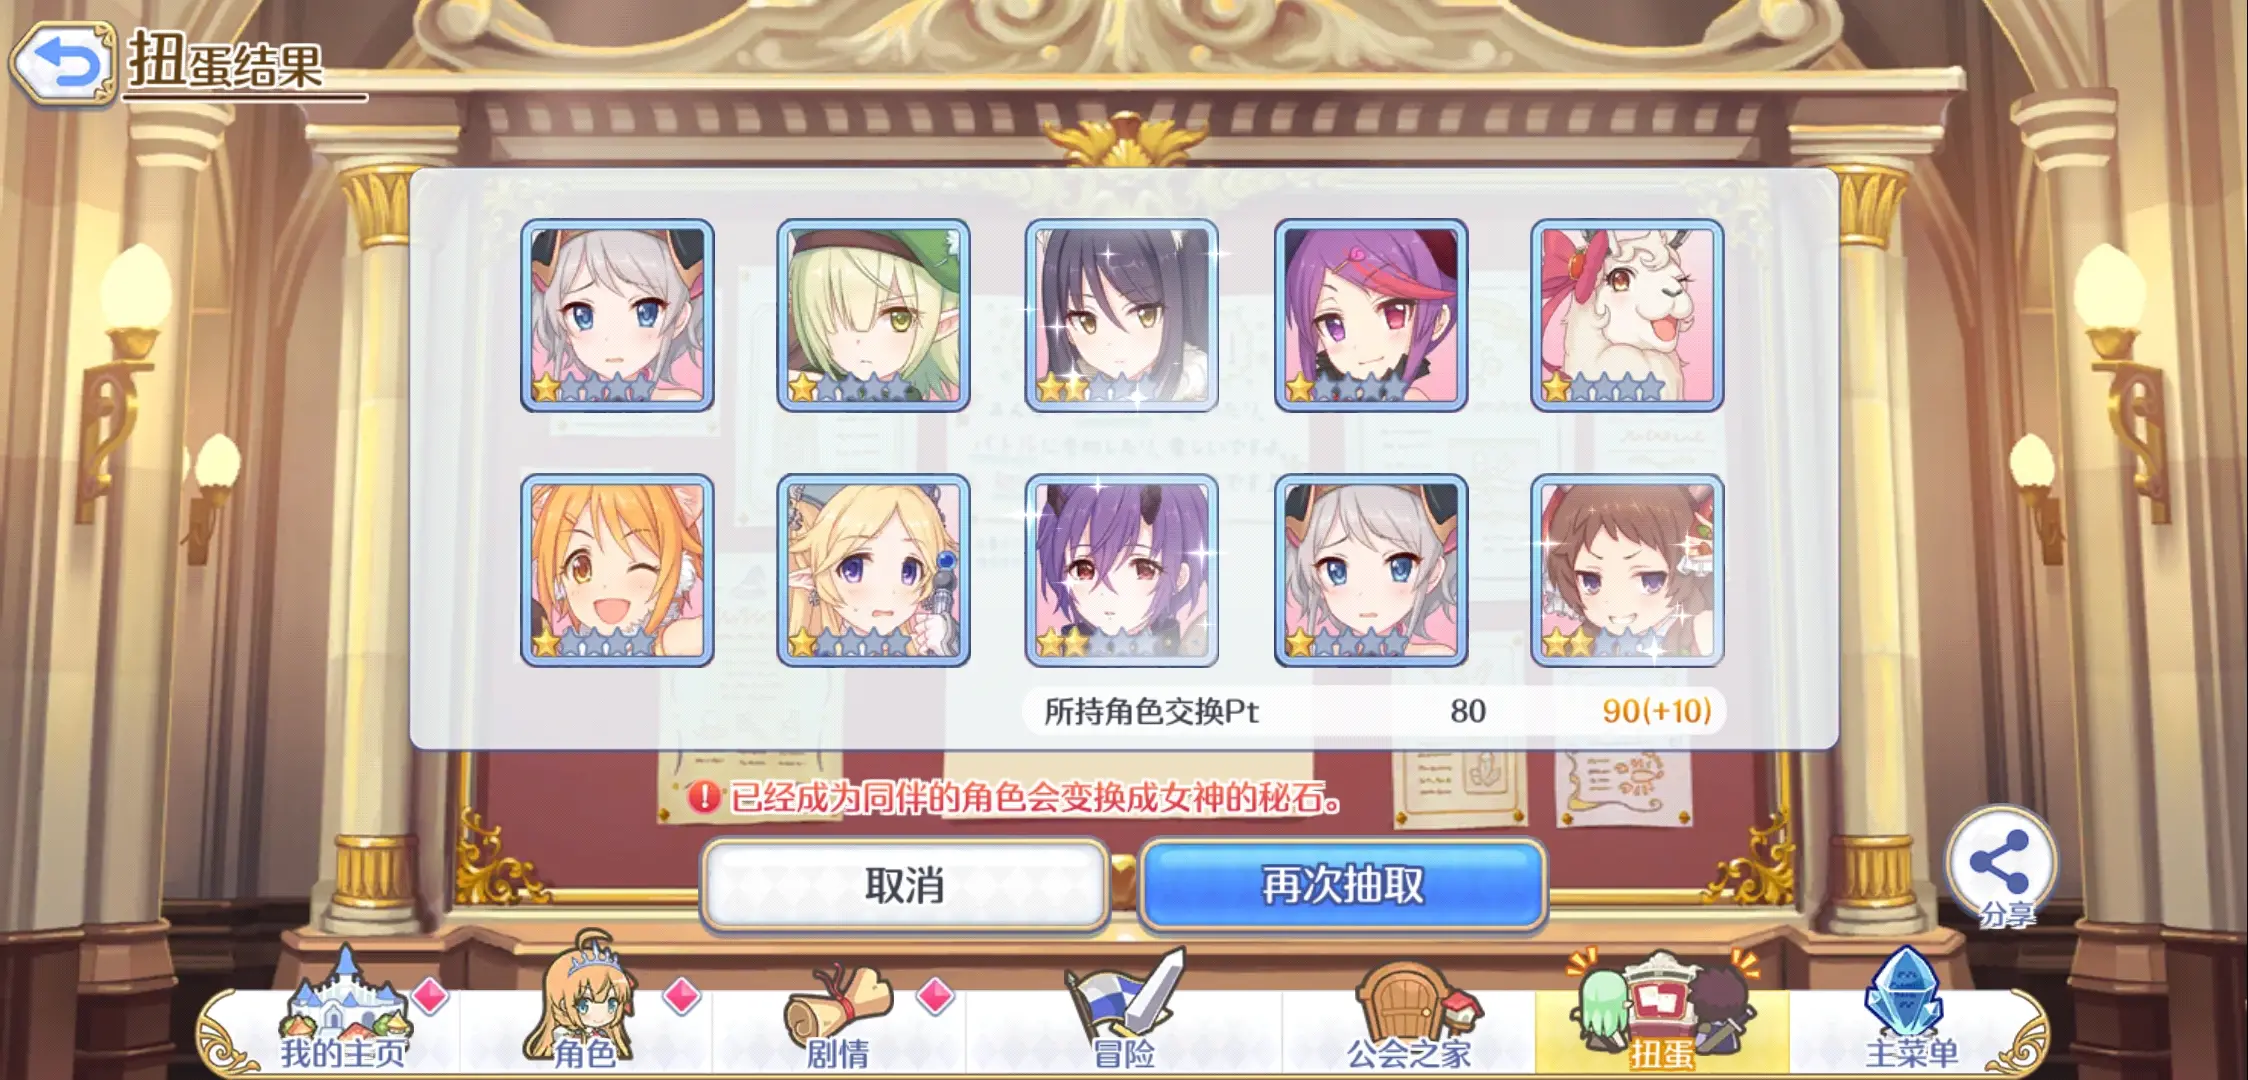 扭蛋结果
所持角色交换Pt 80 90(+10)
已经成为同伴的角色会变换成女神的秘石。
取消
再次抽取
分享
我的主页
角色
剧情
冒险
公会之家
扭蛋
主菜单